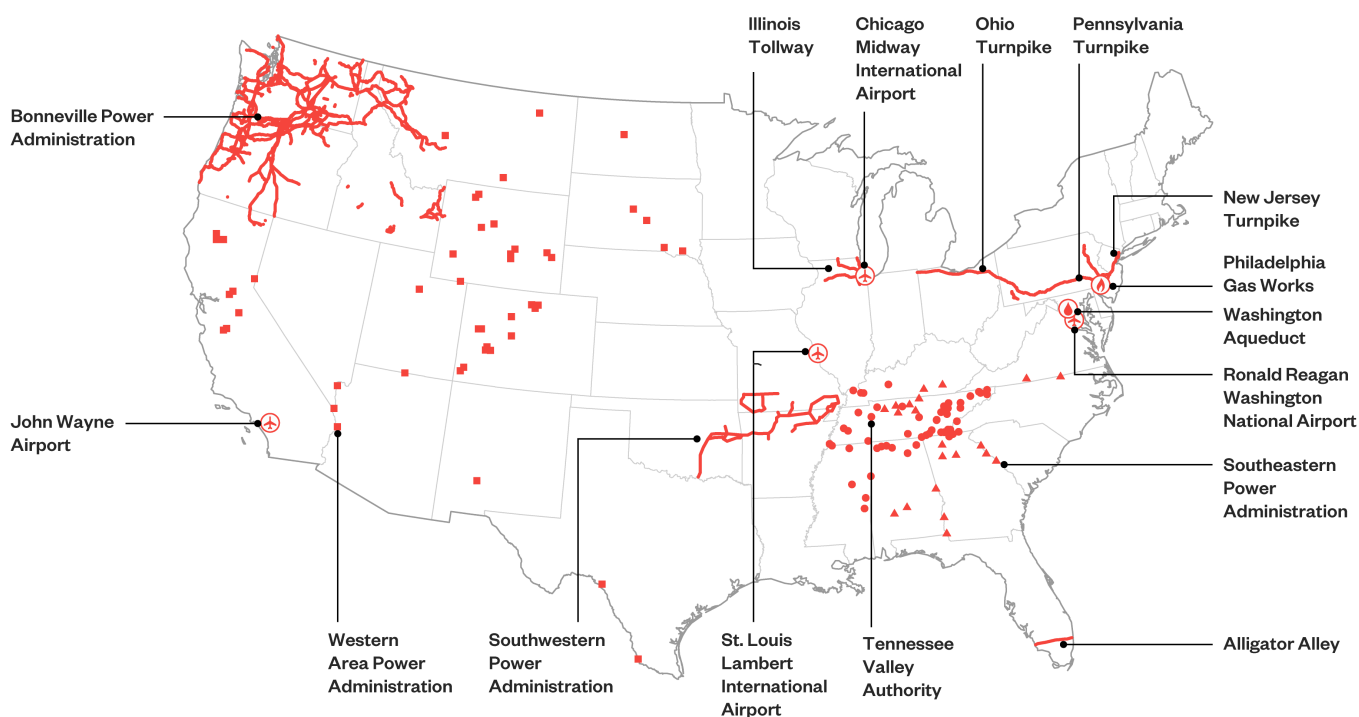 Illinois
Tollway
Chicago
Midway
International
Airport
Ohio
Turnpike
Pennsylvania
Turnpike
Bonneville Power
Administration
New Jersey
Turnpike
Philadelphia
Gas Works
Washington
Aqueduct
Ronald Reagan
Washington
National Airport
John Wayne
Airport
Southeastern
Power
Administration
Western
Area Power
Administration
Southwestern
Power
Administration
St. Louis
Lambert
International
Airport
Tennessee
Valley
Authority
Alligator Alley